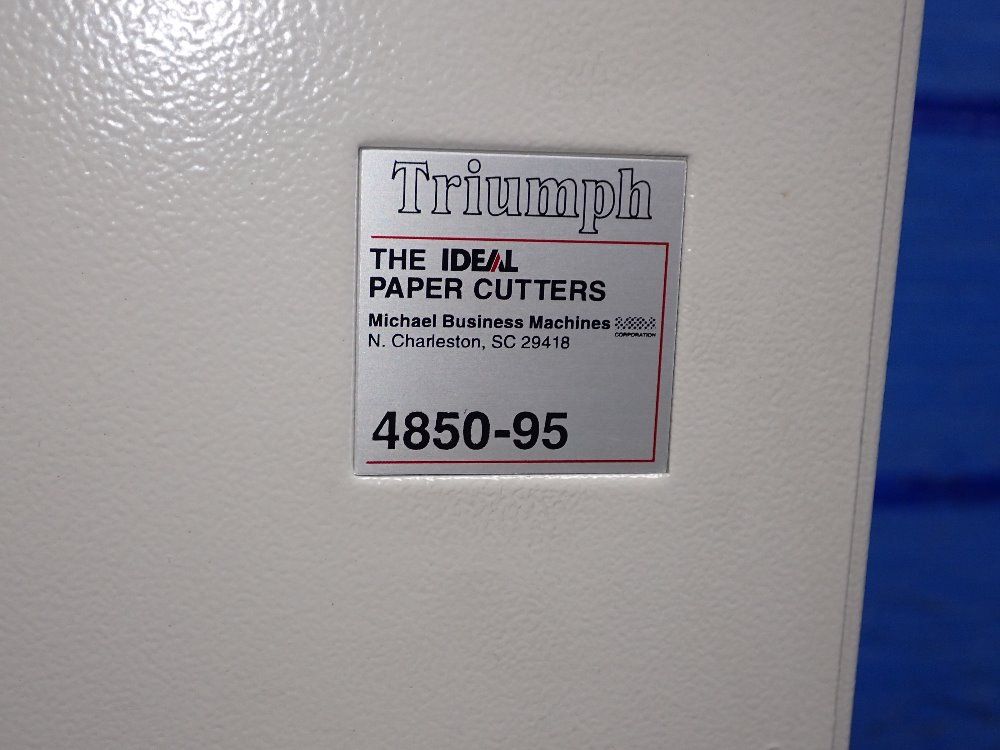 Triumph
THE IDEAL
PAPER CUTTERS
Michael Business Machines
CORPORATION
N. Charleston, SC 29418
4850-95